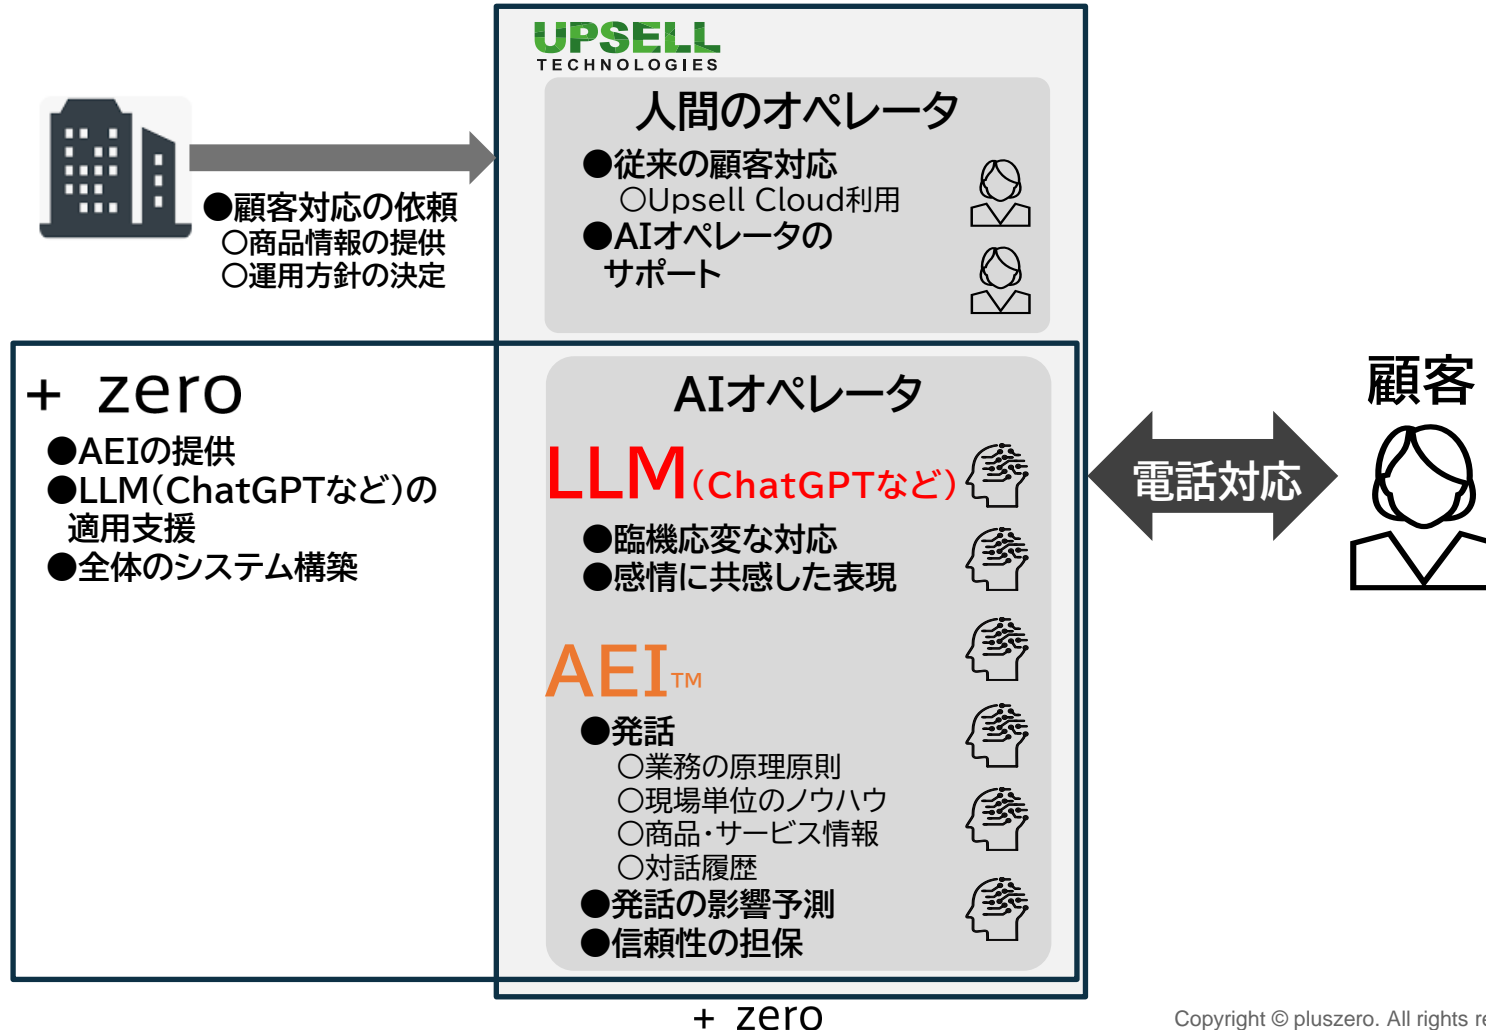 UPSELL
TECHNOLOGIES
人間のオペレータ
●従来の顧客対応
○Upsell Cloud利用
●AIオペレータの
サポート
●顧客対応の依頼
○商品情報の提供
○運用方針の決定
+ zero
●AEIの提供
●LLM(ChatGPTなど)の
適用支援
●全体のシステム構築
AIオペレータ
LLM(ChatGPTなど)
●臨機応変な対応
●感情に共感した表現
AEI™
●発話
○業務の原理原則
○現場単位のノウハウ
○商品・サービス情報
○対話履歴
●発話の影響予測
●信頼性の担保
電話対応
顧客
+ zero
Copyright © pluszero. All rights re